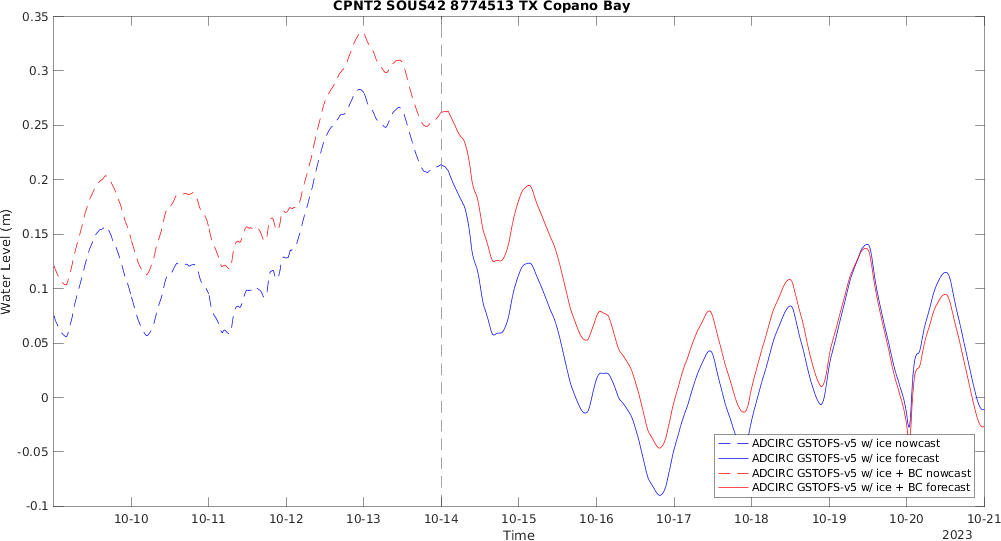 CPNT2 SOUS42 8774513 TX Copano Bay
0.35
0.3
0.25
0.2
0.15
0.1
0.05
0
-0.05
-0.1
Water Level (m)
ADCIRC GSTOFS-v5 w/ ice nowcast
ADCIRC GSTOFS-v5 w/ ice forecast
ADCIRC GSTOFS-v5 w/ ice + BC nowcast
ADCIRC GSTOFS-v5 w/ ice + BC forecast
10-10 10-11 10-12 10-13 10-14 10-15 10-16 10-17 10-18 10-19 10-20 10-21
Time
2023